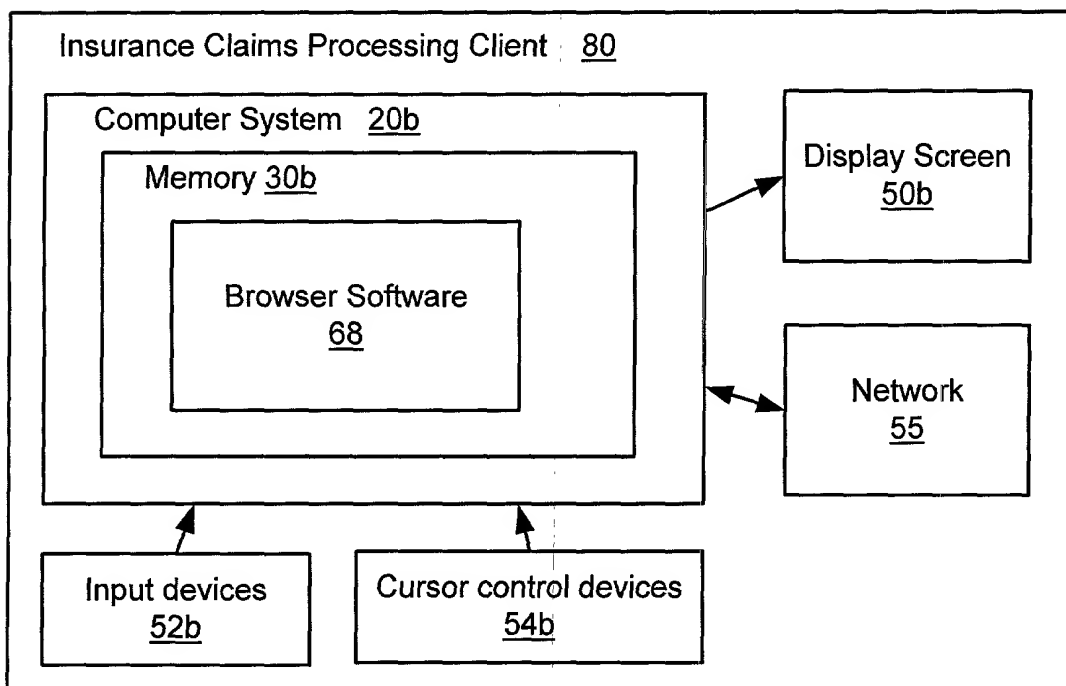 Insurance Claims Processing Client 80
Computer System 20b
Memory 30b
Browser Software
68
Display Screen
50b
Network
55
Input devices
52b
Cursor control devices
54b